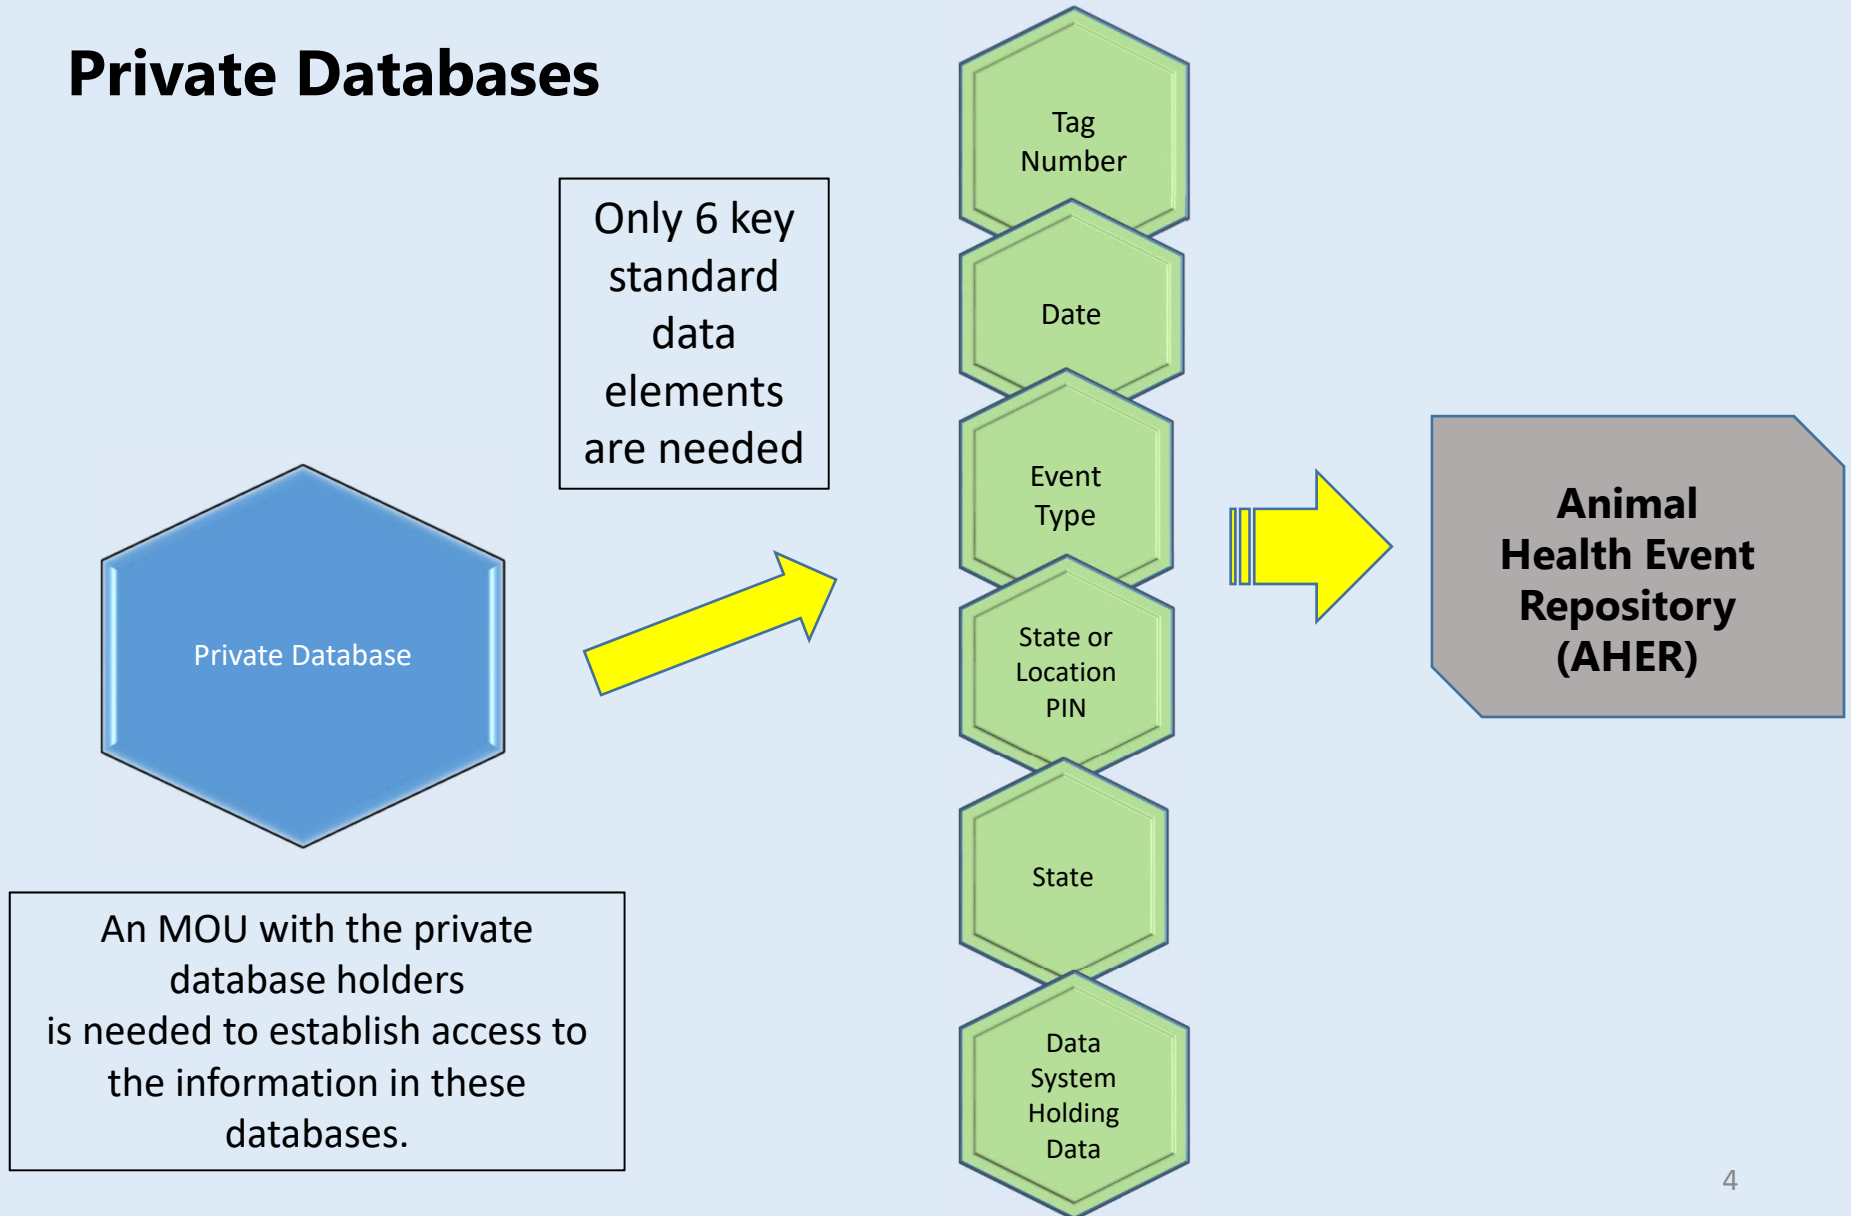 Private Databases
Only 6 key
standard
data
elements
are needed
Private Database
An MOU with the private
database holders
is needed to establish access to
the information in these
databases.
Tag
Number
Date
Event
Type
State or
Location
PIN
State
Data
System
Holding
Data
Animal
Health Event
Repository
(AHER)
4